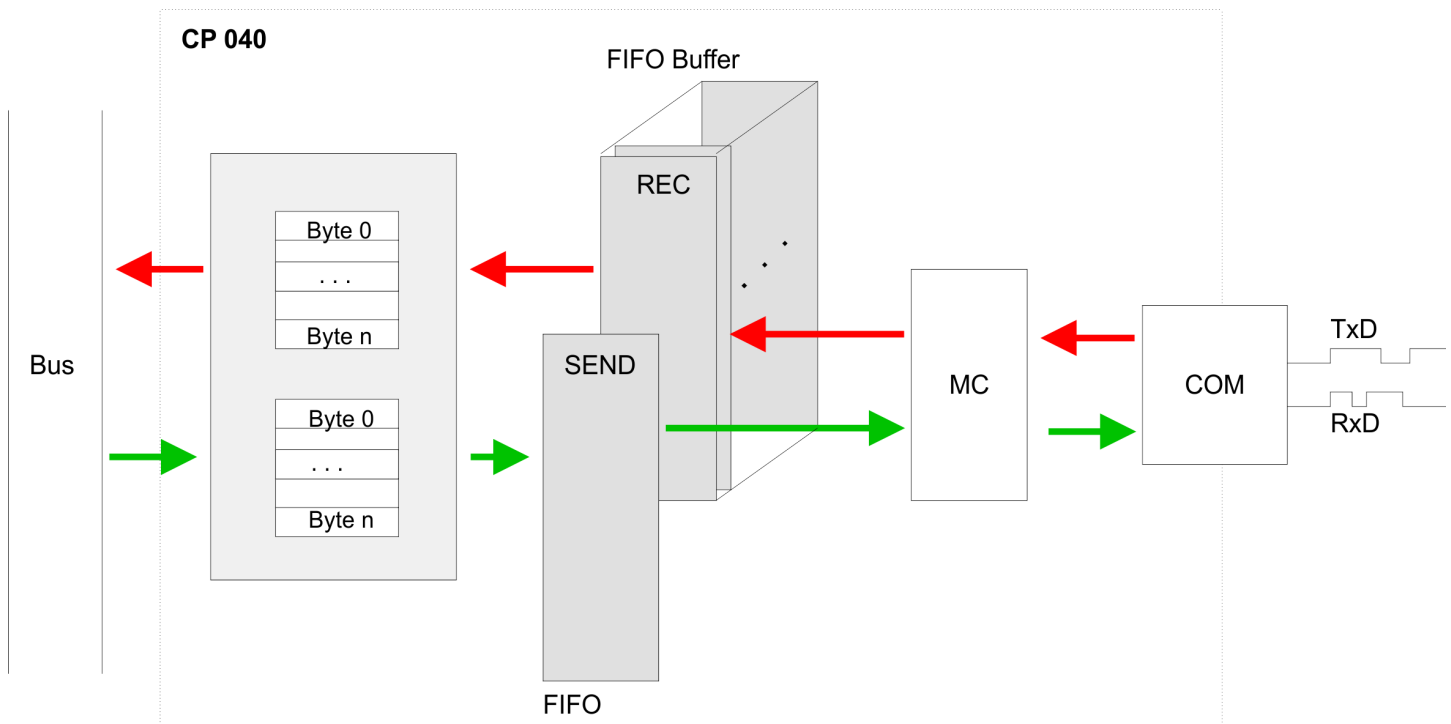 CP 040
FIFO Buffer
REC
Byte 0
. . .
Byte n
TxD
Bus
SEND
MC
COM
Byte 0
. . .
Byte n
RxD
FIFO